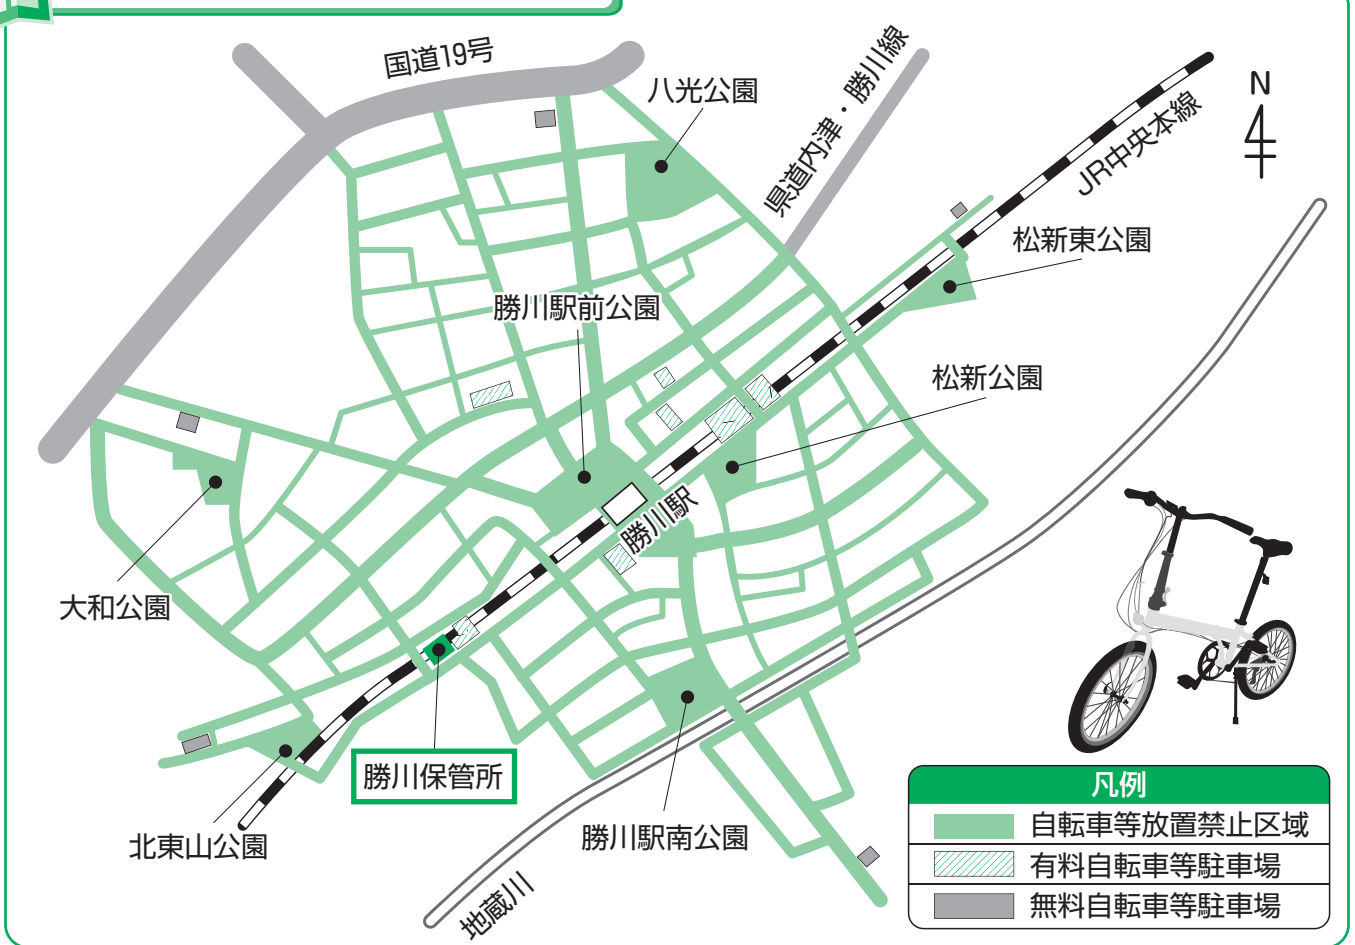 国道19号
八光公園
県道内津・勝川線
N
JR中央本線
松新東公園
勝川駅前公園
松新公園
勝川駅
大和公園
勝川保管所
北東山公園
勝川駅南公園
地蔵川
凡例
自転車等放置禁止区域
有料自転車等駐車場
無料自転車等駐車場